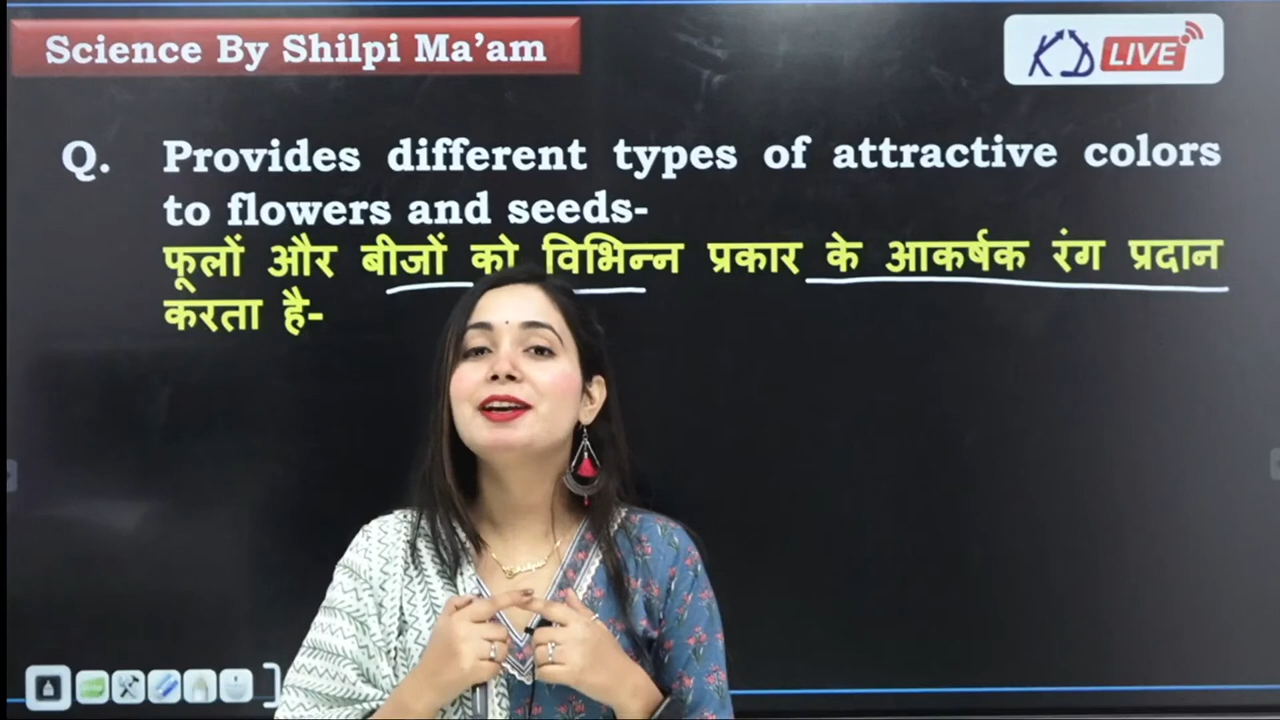 Science By Shilpi Ma'am
KD LIVE
Q. Provides different types of attractive colors
to flowers and seeds-
फूलों और बीजों को विभिन्न प्रकार के आकर्षक रंग प्रदान
करता है-